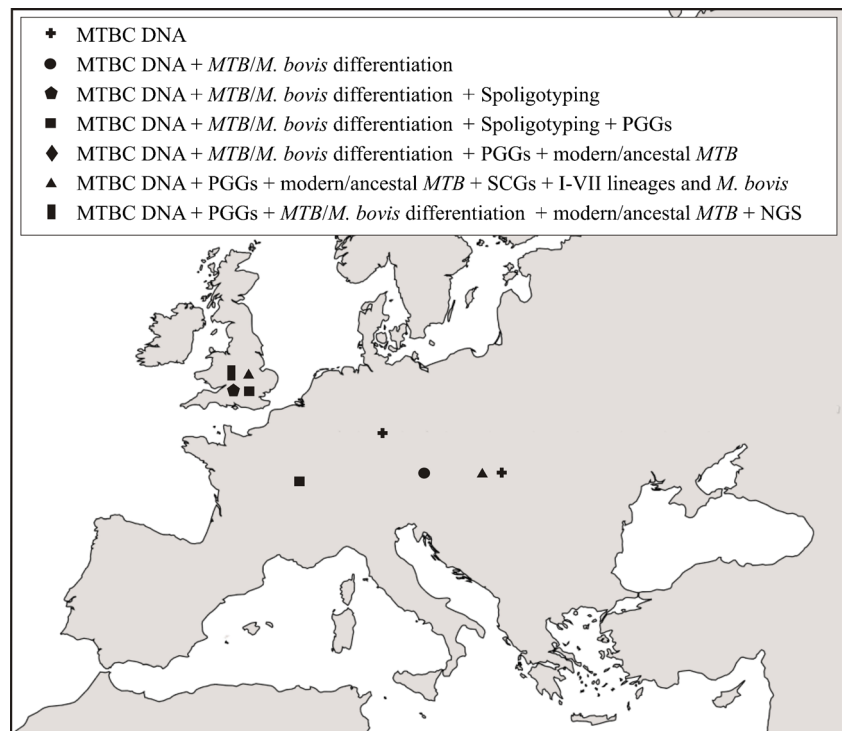 MTBC DNA
MTBC DNA + MTB/M. bovis differentiation
MTBC DNA + MTB/M. bovis differentiation + Spoligotyping
MTBC DNA + MTB/M. bovis differentiation + Spoligotyping + PGGs
MTBC DNA + MTB/M. bovis differentiation + PGGs + modern/ancestal MTB
MTBC DNA + PGGs + modern/ancestal MTB + SCGs + I-VII lineages and M. bovis
MTBC DNA + PGGs + MTB/M. bovis differentiation + modern/ancestal MTB + NGS